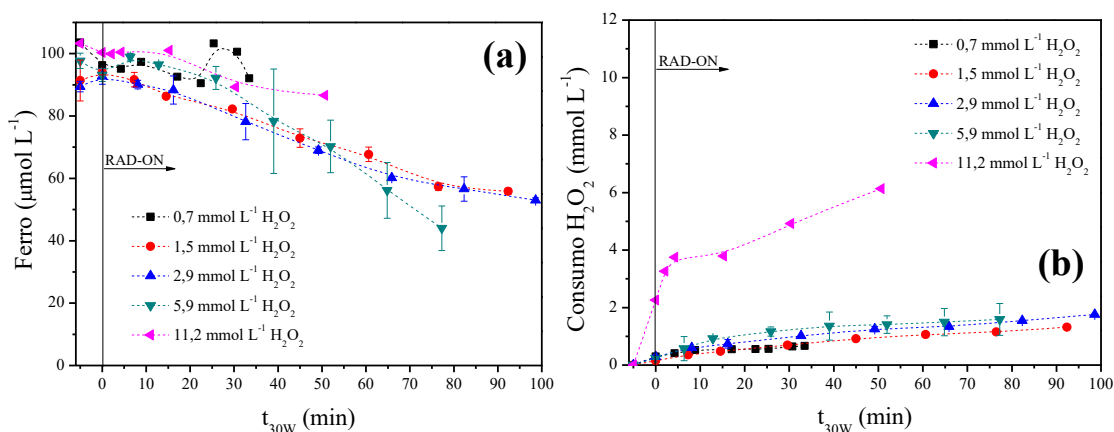 (a)
RAD-ON
Ferro (μmol L⁻¹)
120
100
80
60
40
20
0
0,7 mmol L⁻¹ H₂O₂
1,5 mmol L⁻¹ H₂O₂
2,9 mmol L⁻¹ H₂O₂
5,9 mmol L⁻¹ H₂O₂
11,2 mmol L⁻¹ H₂O₂
0 10 20 30 40 50 60 70 80 90 100
t₃₀W (min)
(b)
RAD-ON
Consumo H₂O₂ (mmol L⁻¹)
12
10
8
6
4
2
0
0,7 mmol L⁻¹ H₂O₂
1,5 mmol L⁻¹ H₂O₂
2,9 mmol L⁻¹ H₂O₂
5,9 mmol L⁻¹ H₂O₂
11,2 mmol L⁻¹ H₂O₂
0 10 20 30 40 50 60 70 80 90 100
t₃₀W (min)